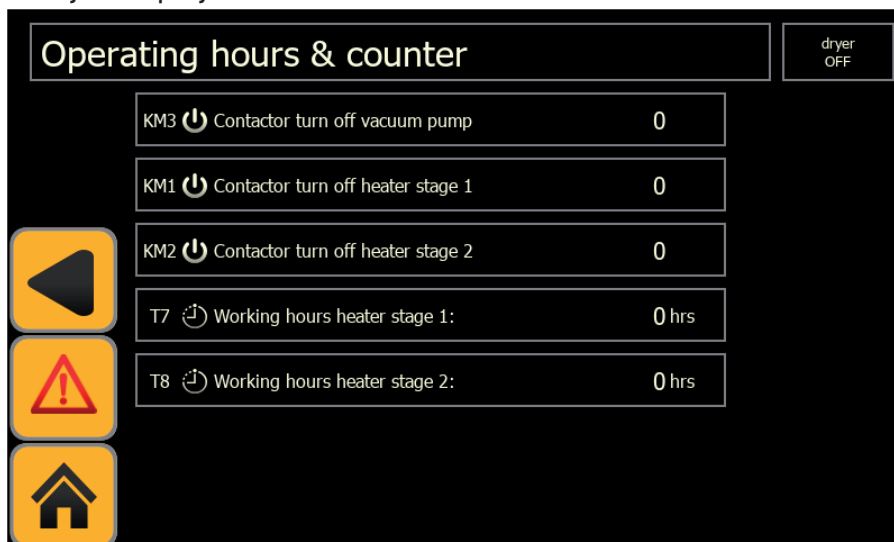 Operating hours & counter
dryer
OFF
KM3 Contactor turn off vacuum pump 0
KM1 Contactor turn off heater stage 1 0
KM2 Contactor turn off heater stage 2 0
T7 Working hours heater stage 1: 0 hrs
T8 Working hours heater stage 2: 0 hrs